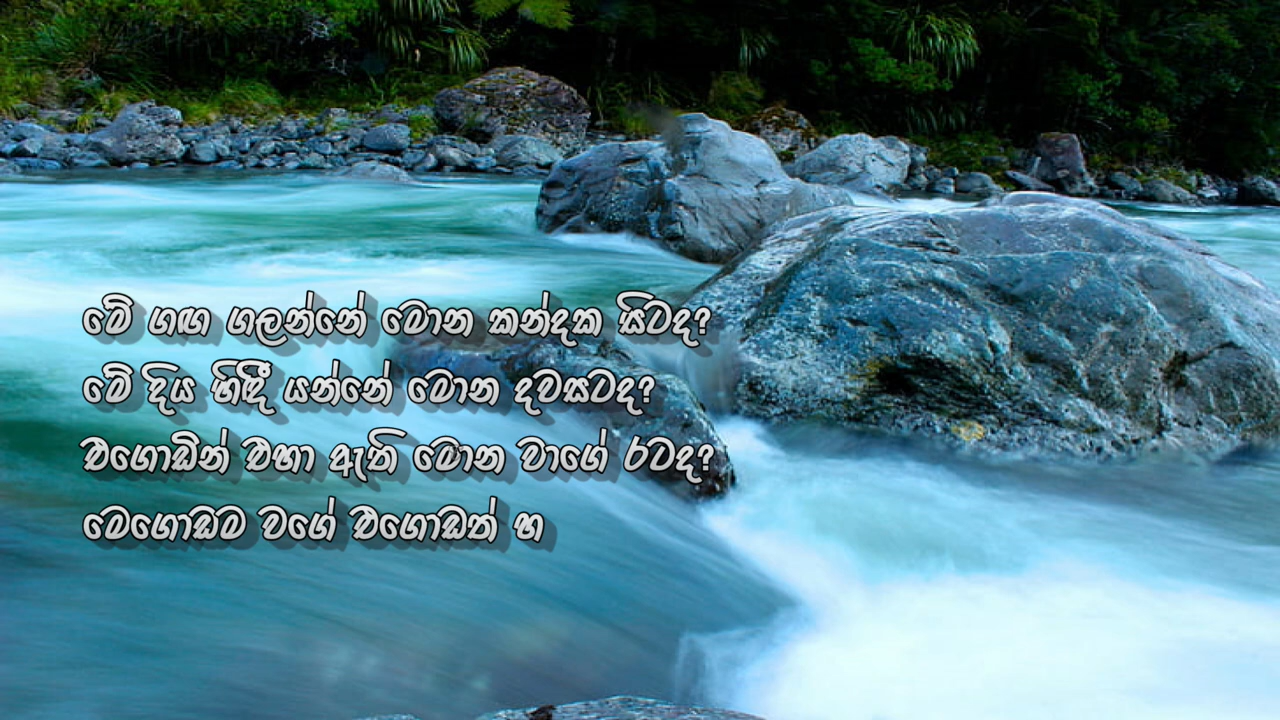 මේ ගඟ ගලන්නේ මොන කන්දක සිටද?
මේ දිය හිඳී යන්නේ මොන දවසටද?
එගොඩින් එහා ඇති මොන වාගේ රටද?
මෙගොඩම වගේ එගොඩත් හ